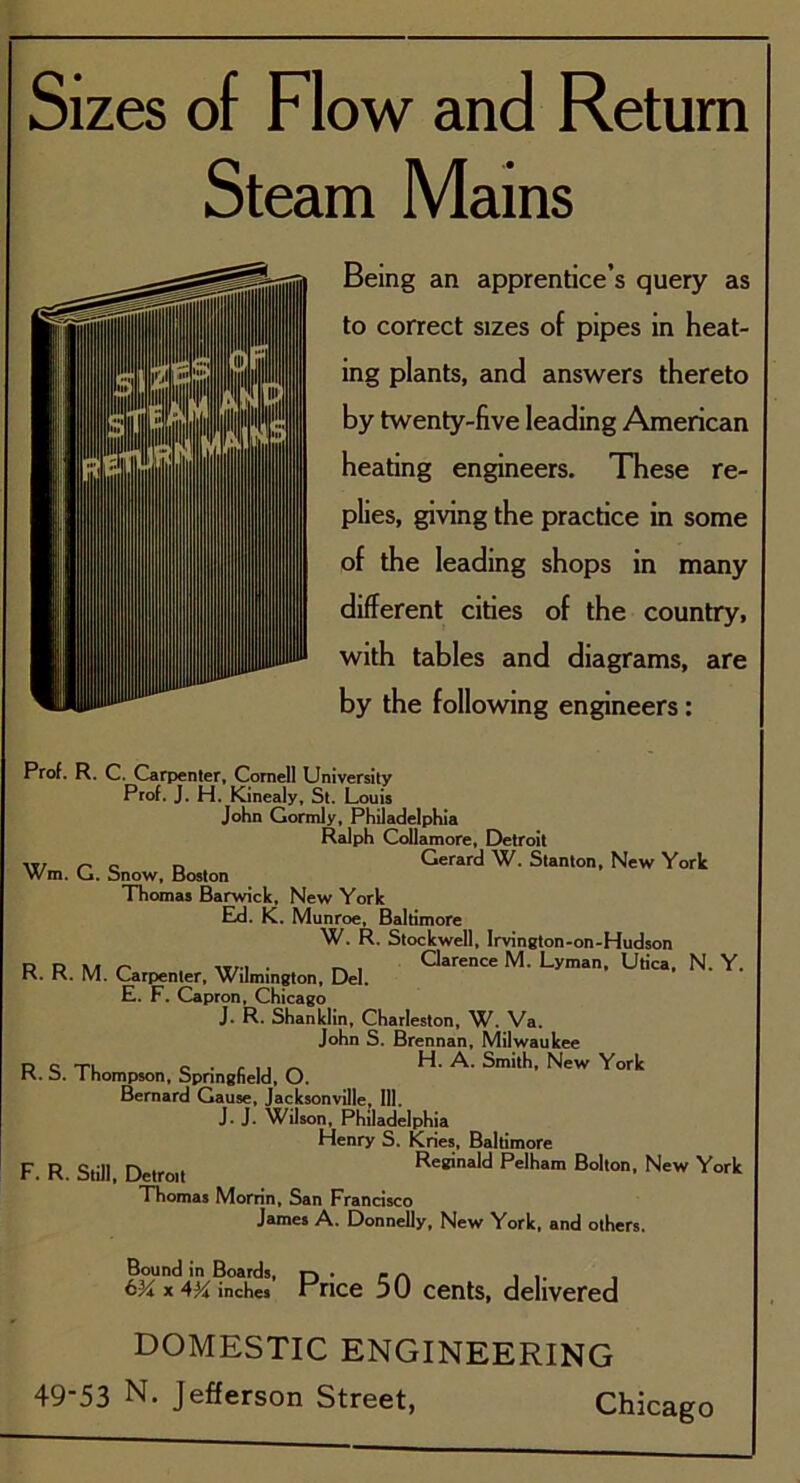 Sizes of Flow and Return
Steam Mains
SIZES OF
STEAM AND
RETURN MAINS
Being an apprentice's query as
to correct sizes of pipes in heat-
ing plants, and answers thereto
by twenty-five leading American
heating engineers. These re-
plies, giving the practice in some
of the leading shops in many
different cities of the country,
with tables and diagrams, are
by the following engineers:
Prof. R. C. Carpenter, Cornell University
Prof. J. H. Kinealy, St. Louis
John Gormly, Philadelphia
Ralph Collamore, Detroit
Gerard W. Stanton, New York
Wm. G. Snow, Boston
Thomas Barwick, New York
Ed. K. Munroe, Baltimore
W. R. Stockwell, Irvington-on-Hudson
Clarence M. Lyman, Utica, N. Y.
R. R. M. Carpenter, Wilmington, Del.
E. F. Capron, Chicago
J. R. Shanklin, Charleston, W. Va.
John S. Brennan, Milwaukee
H. A. Smith, New York
R. S. Thompson, Springfield, O.
Bernard Gause, Jacksonville, Ill.
J. J. Wilson, Philadelphia
Henry S. Kries, Baltimore
Reginald Pelham Bolton, New York
F. R. Still, Detroit
Thomas Morrin, San Francisco
James A. Donnelly, New York, and others.
Bound in Boards,
6¾ x 4¾ inches Price 50 cents, delivered
DOMESTIC ENGINEERING
49-53 N. Jefferson Street, Chicago